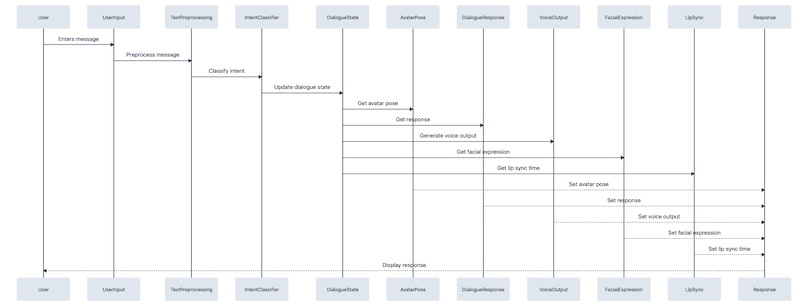 User UserInput TextPreprocessing IntentClassifier DialogueState AvatarPose DialogueResponse VoiceOutput FacialExpression LipSync Response
Enters message
Preprocess message
Classify intent
Update dialogue state
Get avatar pose
Get response
Generate voice output
Get facial expression
Get lip sync time
Set avatar pose
Set response
Set voice output
Set facial expression
Set lip sync time
Display response
User UserInput TextPreprocessing IntentClassifier DialogueState AvatarPose DialogueResponse VoiceOutput FacialExpression LipSync Response